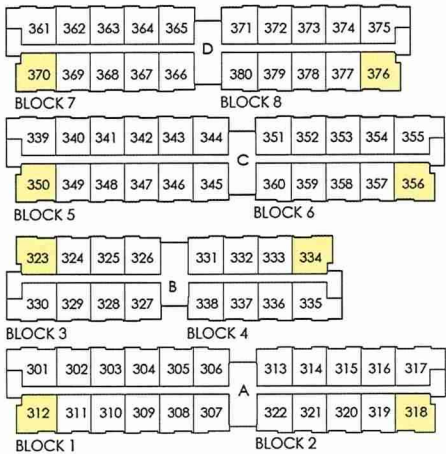 361 362 363 364 365 371 372 373 374 375
D
370 369 368 367 366 380 379 378 377 376
BLOCK 7 BLOCK 8
339 340 341 342 343 344 351 352 353 354 355
C
350 349 348 347 346 345 360 359 358 357 356
BLOCK 5 BLOCK 6
323 324 325 326 331 332 333 334
B
330 329 328 327 338 337 336 335
BLOCK 3 BLOCK 4
301 302 303 304 305 306 313 314 315 316 317
A
312 311 310 309 308 307 322 321 320 319 318
BLOCK 1 BLOCK 2